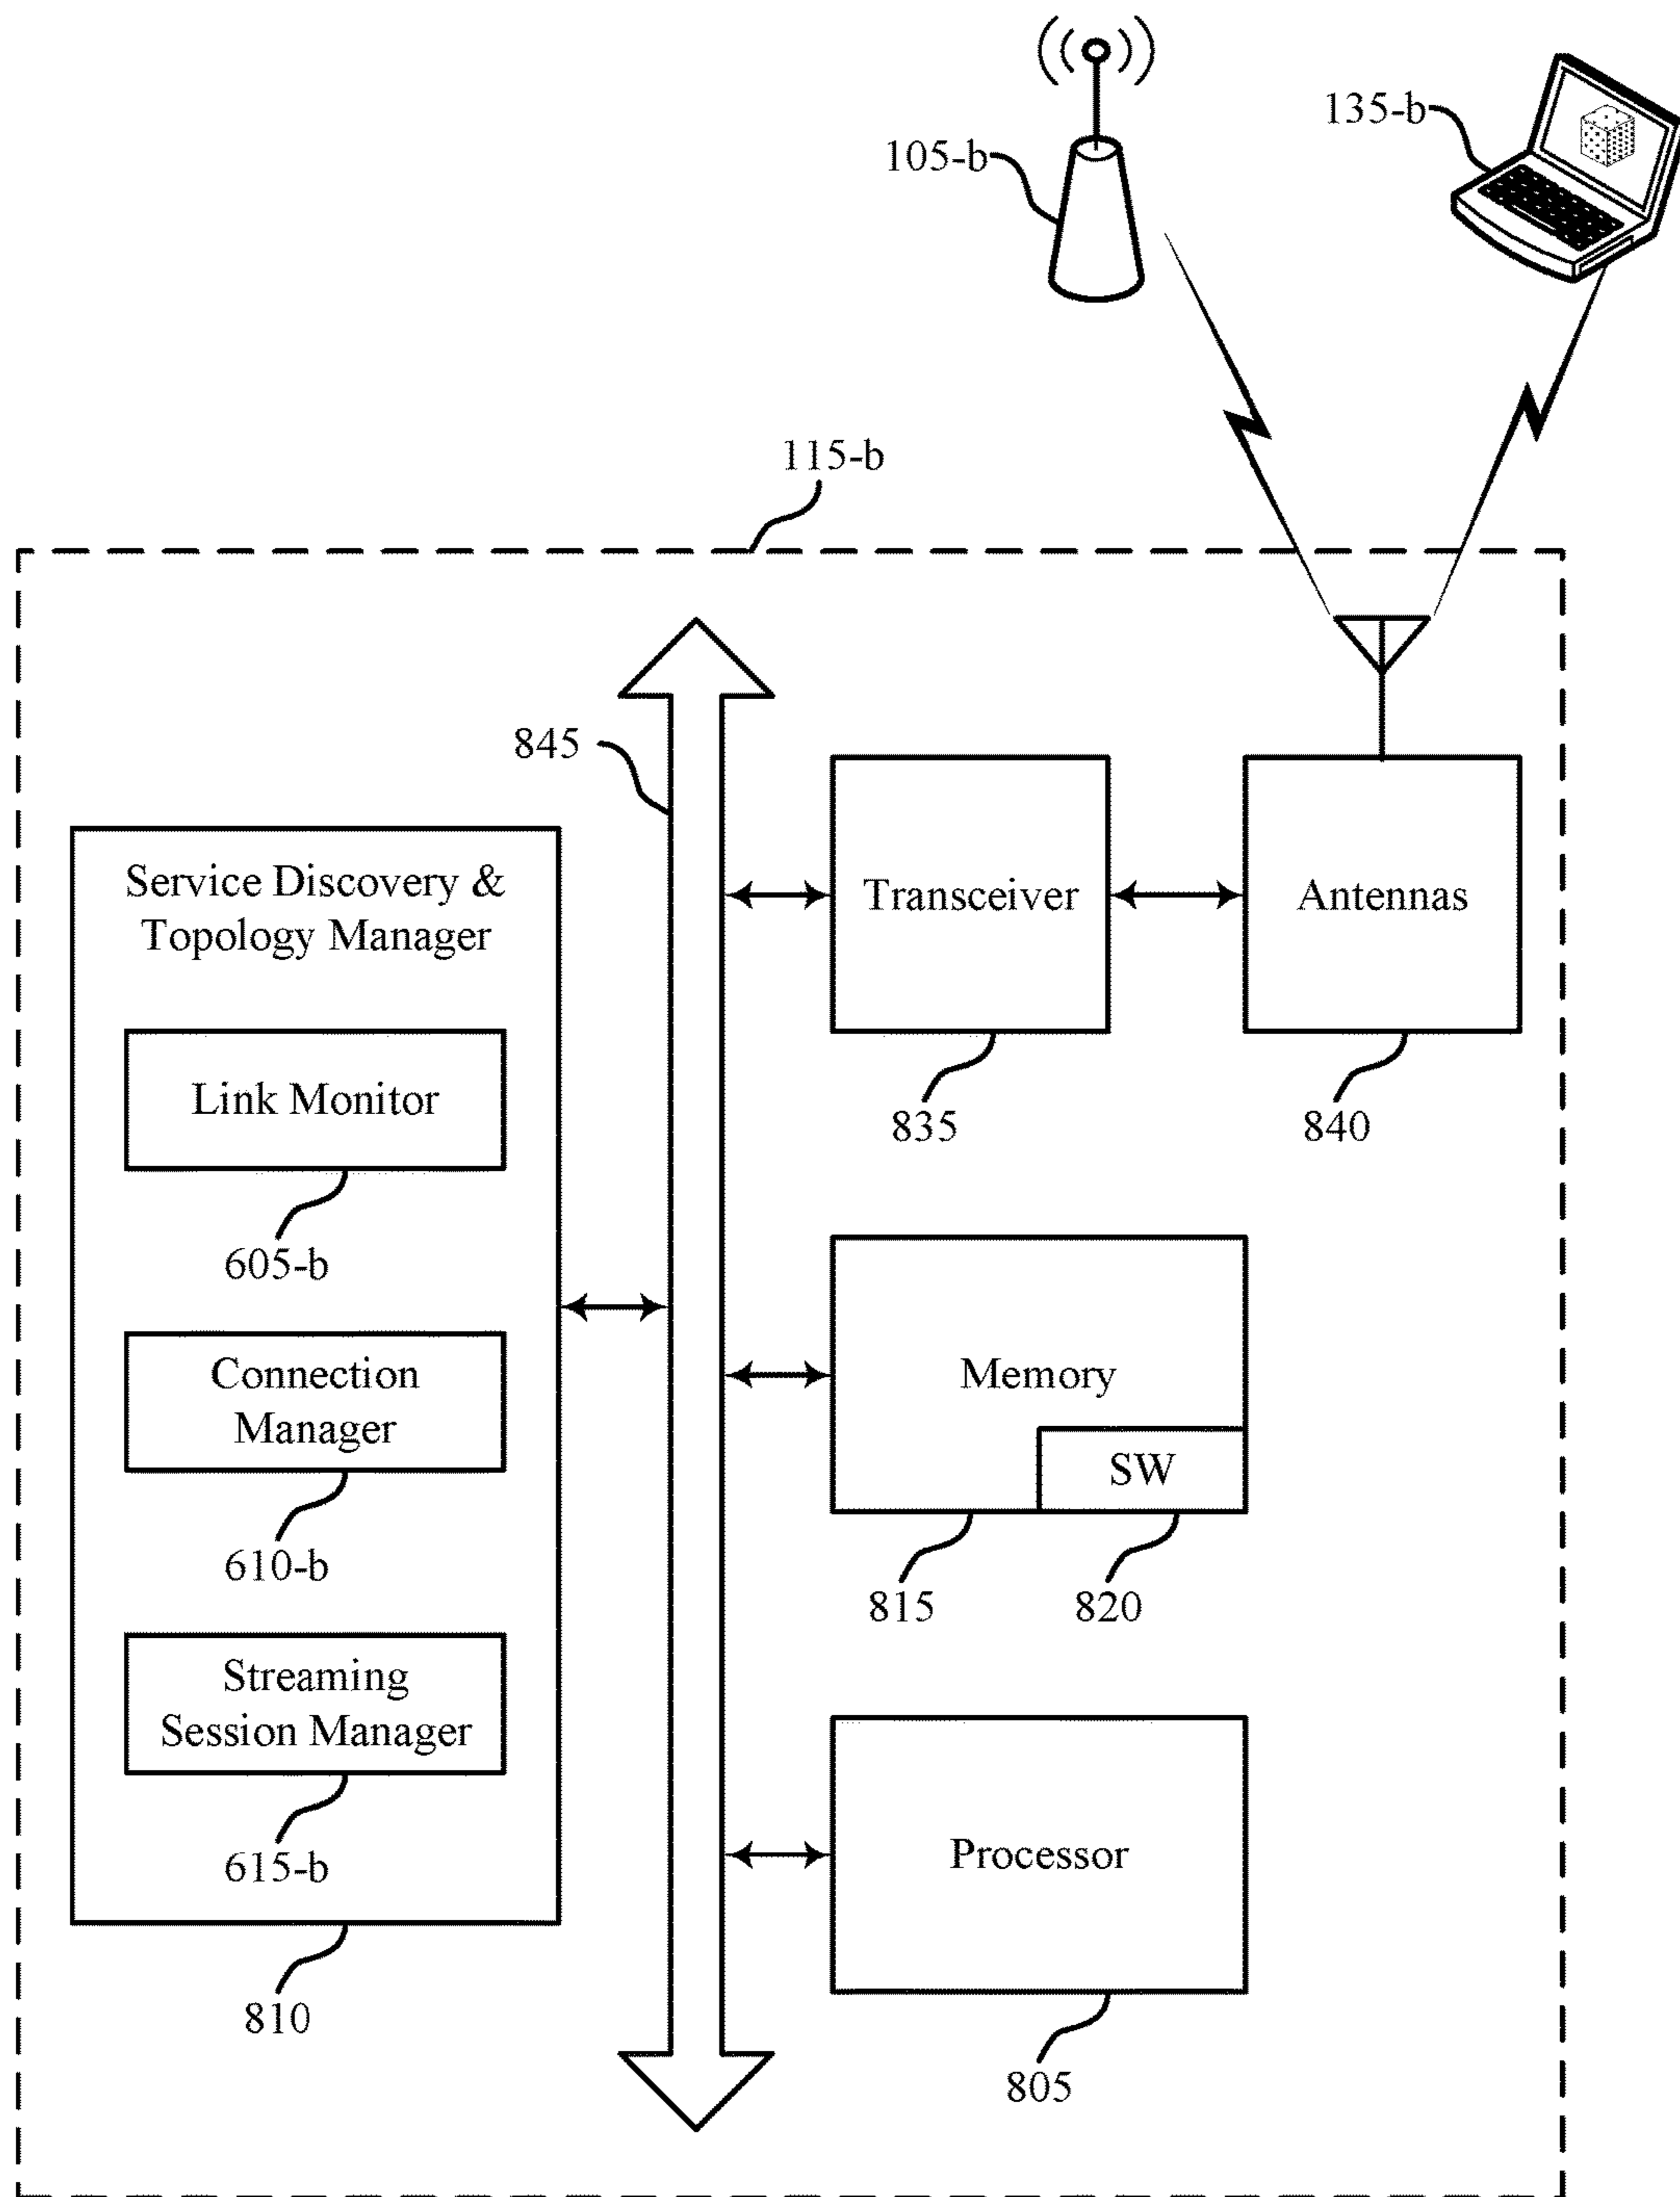 105-b
135-b
115-b
845
Service Discovery &
Topology Manager
Link Monitor
605-b
Connection
Manager
610-b
Streaming
Session Manager
615-b
810
Transceiver
835
Antennas
840
Memory
SW
815
820
Processor
805